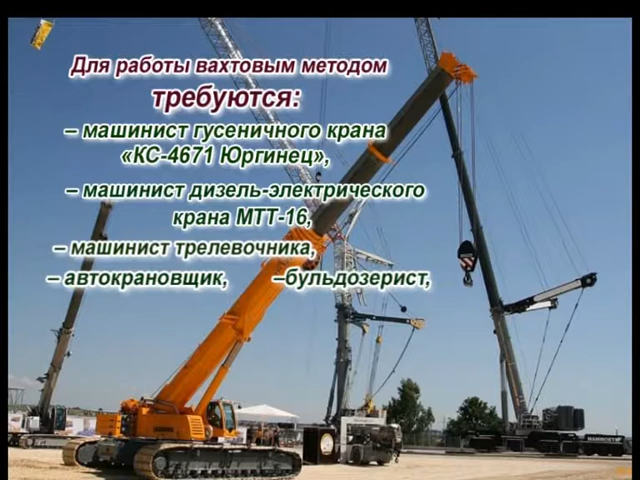 Для работы вахтовым методом
требуются:
– машинист гусеничного крана
«КС-4671 Юргинец»,
– машинист дизель-электрического
крана МТТ-16,
– машинист трелевочника,
– автокрановщик, –бульдозерист,
MAMMOET